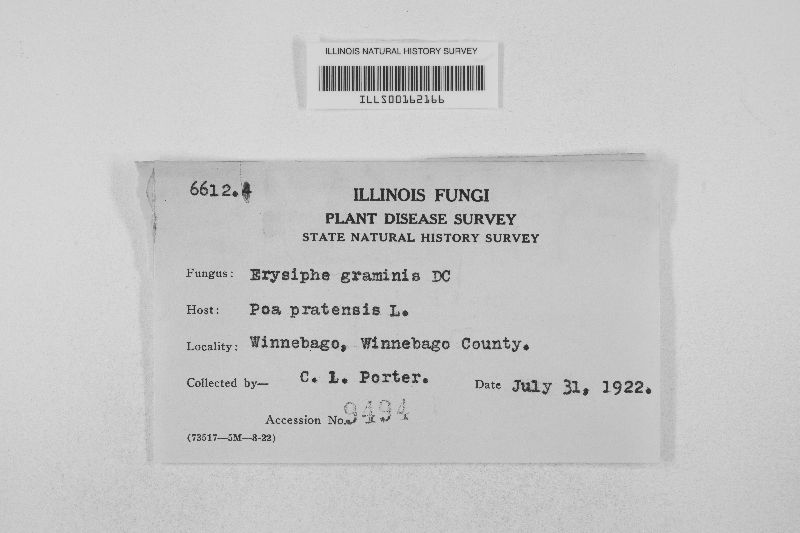 ILLINOIS NATURAL HISTORY SURVEY
ILLS00162166
6612.4
ILLINOIS FUNGI
PLANT DISEASE SURVEY
STATE NATURAL HISTORY SURVEY
Fungus: Erysiphe graminis DC
Host: Poa pratensis L.
Locality: Winnebago, Winnebago County.
Collected by— C. L. Porter. Date July 31, 1922.
Accession No. 9494
(73517—5M—8-22)